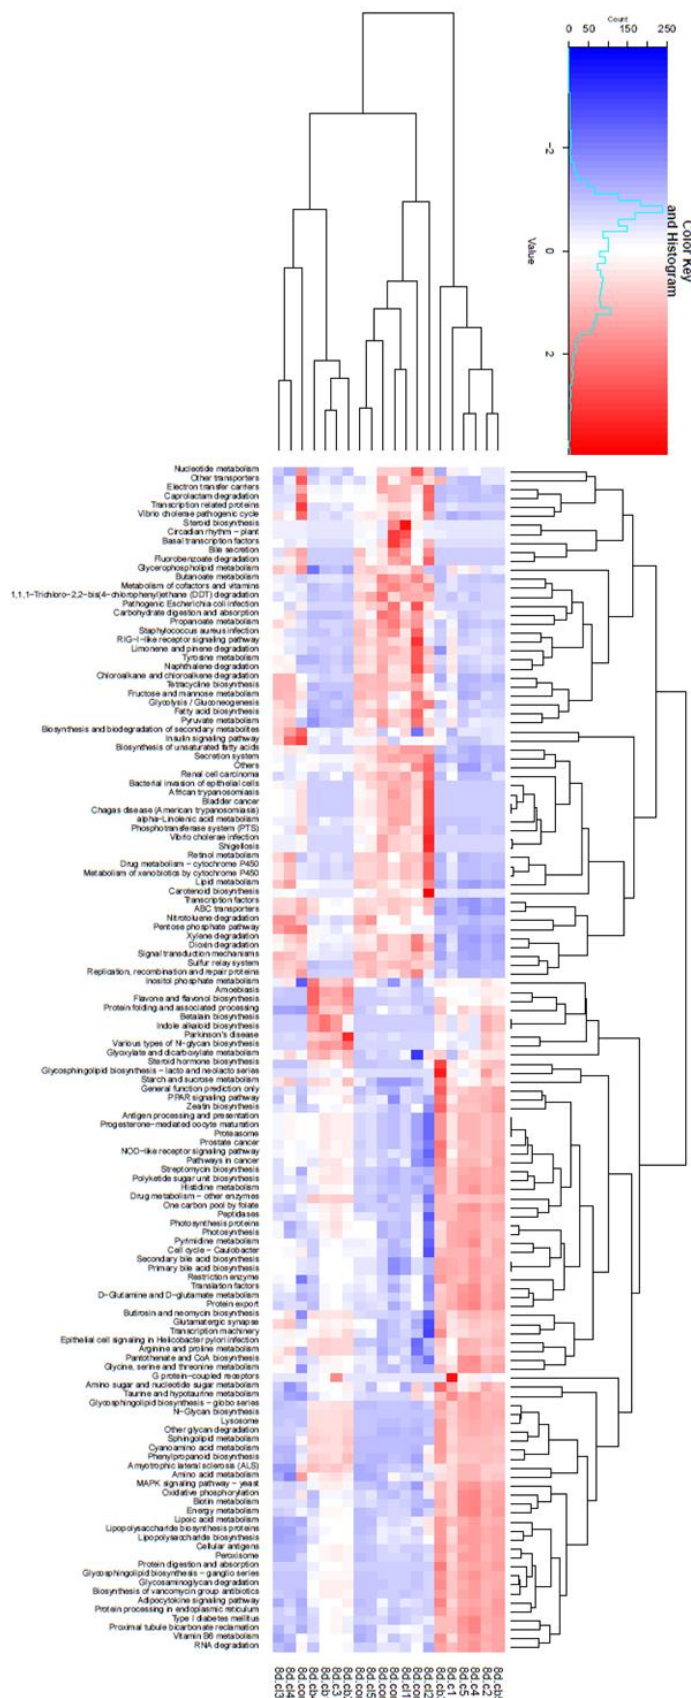 Count
0 50 150 250
Color Key
and Histogram
-2
0
2
Value
Nucleotide metabolism
Other transporters
Electron transfer carriers
Caprolactam degradation
Transcription related proteins
Vibrio cholerae pathogenic cycle
Steroid biosynthesis
Circadian rhythm - plant
Basal transcription factors
Bile secretion
Fluorobenzoate degradation
Glycerophospholipid metabolism
Butanoate metabolism
Metabolism of cofactors and vitamins
1,1,1-Trichloro-2,2-bis(4-chlorophenyl)ethane (DDT) degradation
Pathogenic Escherichia coli infection
Carbohydrate digestion and absorption
Propanoate metabolism
Staphylococcus aureus infection
RIG-I-like receptor signaling pathway
Limonene and pinene degradation
Tyrosine metabolism
Naphthalene degradation
Chloroalkane and chloroalkene degradation
Tetracycline biosynthesis
Fructose and mannose metabolism
Glycolysis / Gluconeogenesis
Fatty acid biosynthesis
Pyruvate metabolism
Biosynthesis and biodegradation of secondary metabolites
Insulin signaling pathway
Biosynthesis of unsaturated fatty acids
Secretion system
Others
Renal cell carcinoma
Bacterial invasion of epithelial cells
African trypanosomiasis
Bladder cancer
Chagas disease (American trypanosomiasis)
alpha-Linolenic acid metabolism
Phosphotransferase system (PTS)
Vibrio cholerae infection
Shigellosis
Retinol metabolism
Drug metabolism - cytochrome P450
Metabolism of xenobiotics by cytochrome P450
Lipid metabolism
Carotenoid biosynthesis
Transcription factors
ABC transporters
Nitrotoluene degradation
Pentose phosphate pathway
Xylene degradation
Dioxin degradation
Signal transduction mechanisms
Sulfur relay system
Replication, recombination and repair proteins
Inositol phosphate metabolism
Amoebiasis
Flavone and flavonol biosynthesis
Protein folding and associated processing
Betalain biosynthesis
Indole alkaloid biosynthesis
Parkinson's disease
Various types of N-glycan biosynthesis
Glyoxylate and dicarboxylate metabolism
Steroid hormone biosynthesis
Glycosphingolipid biosynthesis - lacto and neolacto series
Starch and sucrose metabolism
General function prediction only
PPAR signaling pathway
Zeatin biosynthesis
Antigen processing and presentation
Progesterone-mediated oocyte maturation
Proteasome
Prostate cancer
NOD-like receptor signaling pathway
Pathways in cancer
Streptomycin biosynthesis
Polyketide sugar unit biosynthesis
Histidine metabolism
Drug metabolism - other enzymes
One carbon pool by folate
Peptidases
Photosynthesis proteins
Photosynthesis
Pyrimidine metabolism
Cell cycle - Caulobacter
Secondary bile acid biosynthesis
Primary bile acid biosynthesis
Restriction enzyme
Translation factors
D-Glutamine and D-glutamate metabolism
Protein export
Butirosin and neomycin biosynthesis
Glutamatergic synapse
Transcription machinery
Epithelial cell signaling in Helicobacter pylori infection
Arginine and proline metabolism
Pantothenate and CoA biosynthesis
Glycine, serine and threonine metabolism
G protein-coupled receptors
Amino sugar and nucleotide sugar metabolism
Taurine and hypotaurine metabolism
Glycosphingolipid biosynthesis - globo series
N-Glycan biosynthesis
Lysosome
Other glycan degradation
Sphingolipid metabolism
Cyanoamino acid metabolism
Phenylpropanoid biosynthesis
Amyotrophic lateral sclerosis (ALS)
Amino acid metabolism
MAPK signaling pathway - yeast
Oxidative phosphorylation
Biotin metabolism
Energy metabolism
Lipoic acid metabolism
Lipopolysaccharide biosynthesis proteins
Lipopolysaccharide biosynthesis
Cellular antigens
Peroxisome
Protein digestion and absorption
Glycosphingolipid biosynthesis - ganglio series
Glycosaminoglycan degradation
Biosynthesis of vancomycin group antibiotics
Adipocytokine signaling pathway
Protein processing in endoplasmic reticulum
Type I diabetes mellitus
Proximal tubule bicarbonate reclamation
Vitamin B6 metabolism
RNA degradation
8d.cl3
8d.cl4
8d.c3
8d.cl5
8d.cl1
8d.cl2
8d.c1
8d.c5
8d.c4
8d.c2